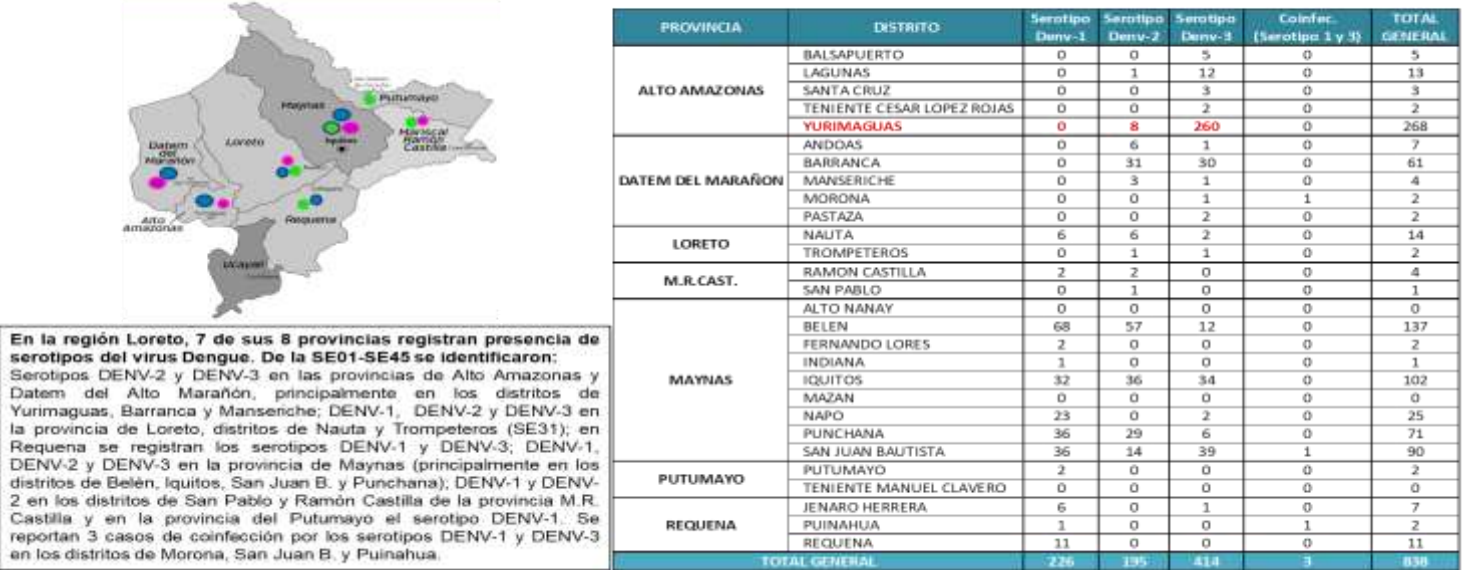 Putumayo
Maynas
Iquitos
Mariscal
Ramón
Castilla
Loreto
Datem
del
Marañón
Alto
Amazonas
Requena
Ucayali
En la región Loreto, 7 de sus 8 provincias registran presencia de
serotipos del virus Dengue. De la SE01-SE45 se identificaron:
Serotipos DENV-2 y DENV-3 en las provincias de Alto Amazonas y
Datem del Alto Marañón, principalmente en los distritos de
Yurimaguas, Barranca y Manseriche; DENV-1, DENV-2 y DENV-3 en
la provincia de Loreto, distritos de Nauta y Trompeteros (SE31); en
Requena se registran los serotipos DENV-1 y DENV-3; DENV-1,
DENV-2 y DENV-3 en la provincia de Maynas (principalmente en los
distritos de Belén, Iquitos, San Juan B. y Punchana); DENV-1 y DENV-
2 en los distritos de San Pablo y Ramón Castilla de la provincia M.R.
Castilla y en la provincia del Putumayo el serotipo DENV-1. Se
reportan 3 casos de coinfección por los serotipos DENV-1 y DENV-3
en los distritos de Morona, San Juan B. y Puinahua.
PROVINCIA DISTRITO Serotipo Denv-1 Serotipo Denv-2 Serotipo Denv-3 Coinfec. (Serotipo 1 y 3) TOTAL GENERAL
ALTO AMAZONAS
BALSAPUERTO 0 0 5 0 5
LAGUNAS 0 1 12 0 13
SANTA CRUZ 0 0 3 0 3
TENIENTE CESAR LOPEZ ROJAS 0 0 2 0 2
YURIMAGUAS 0 8 260 0 268
DATEM DEL MARAÑON
ANDOAS 0 6 1 0 7
BARRANCA 0 31 30 0 61
MANSERICHE 0 3 1 0 4
MORONA 0 0 1 1 2
PASTAZA 0 0 2 0 2
LORETO
NAUTA 6 6 2 0 14
TROMPETEROS 0 1 1 0 2
M.R.CAST.
RAMON CASTILLA 2 2 0 0 4
SAN PABLO 0 1 0 0 1
MAYNAS
ALTO NANAY 0 0 0 0 0
BELEN 68 57 12 0 137
FERNANDO LORES 2 0 0 0 2
INDIANA 1 0 0 0 1
IQUITOS 32 36 34 0 102
MAZAN 0 0 0 0 0
NAPO 23 0 2 0 25
PUNCHANA 36 29 6 0 71
SAN JUAN BAUTISTA 36 14 39 1 90
PUTUMAYO
PUTUMAYO 2 0 0 0 2
TENIENTE MANUEL CLAVERO 0 0 0 0 0
REQUENA
JENARO HERRERA 6 0 1 0 7
PUINAHUA 1 0 0 1 2
REQUENA 11 0 0 0 11
TOTAL GENERAL 226 195 414 3 838